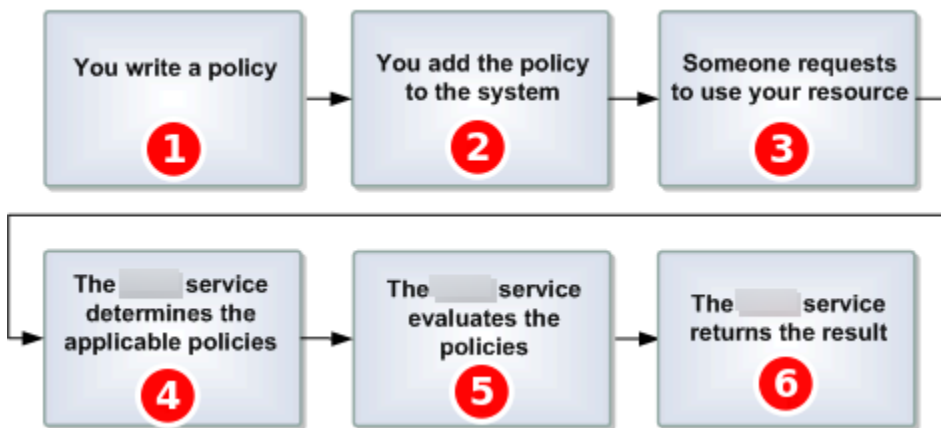 You write a policy
1
You add the policy
to the system
2
Someone requests
to use your resource
3
The service
determines the
applicable policies
4
The service
evaluates the
policies
5
The service
returns the result
6